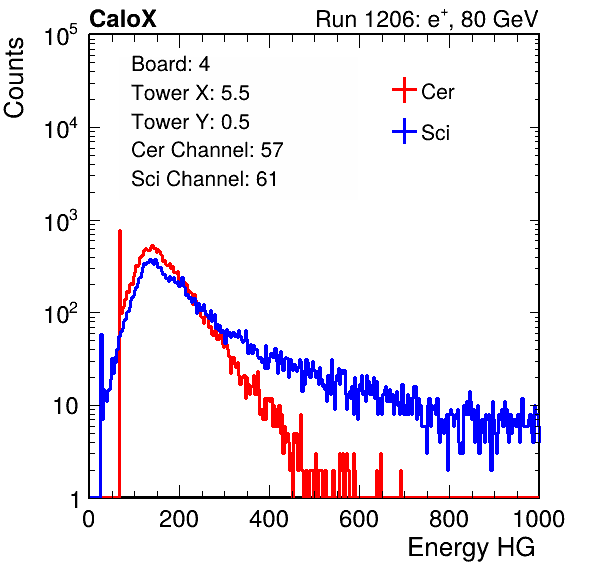 CaloX Run 1206: e⁺, 80 GeV
Counts
10⁵
10⁴
10³
10²
10
1
Board: 4
Tower X: 5.5
Tower Y: 0.5
Cer Channel: 57
Sci Channel: 61
Cer
Sci
0 200 400 600 800 1000
Energy HG